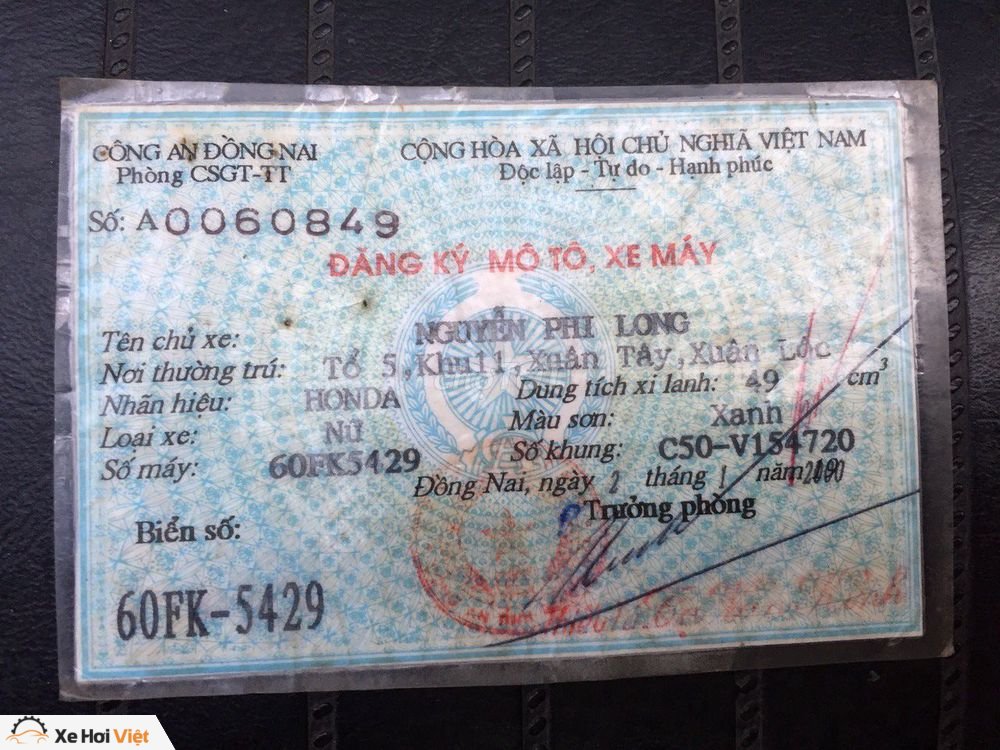 CÔNG AN ĐỒNG NAI
Phòng CSGT-TT
CỘNG HÒA XÃ HỘI CHỦ NGHĨA VIỆT NAM
Độc lập - Tự do - Hạnh phúc
Số: A0060849
ĐĂNG KÝ MÔ TÔ, XE MÁY
Tên chủ xe: NGUYỄN PHI LONG
Nơi thường trú: Tổ 5,Khu11,Xuân Tây,Xuân Lộc
Nhãn hiệu: HONDA Dung tích xi lanh: 49 cm³
Loại xe: Nữ Màu sơn: Xanh
Số máy: 60FK5429 Số khung: C50-V154720
Đồng Nai, ngày 2 tháng 1 năm
Trưởng phòng
Biển số:
60FK-5429
Xe Hơi Việt